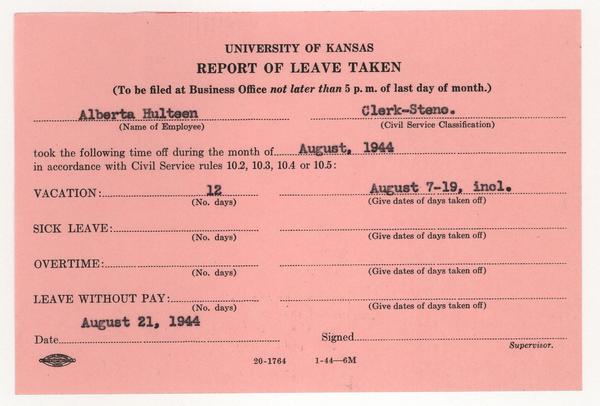 UNIVERSITY OF KANSAS
REPORT OF LEAVE TAKEN
(To be filed at Business Office not later than 5 p. m. of last day of month.)
Alberta Hulteen Clerk-Steno.
(Name of Employee) (Civil Service Classification)
took the following time off during the month of August, 1944
in accordance with Civil Service rules 10.2, 10.3, 10.4 or 10.5:
VACATION: 12 August 7-19, incl.
(No. days) (Give dates of days taken off)
SICK LEAVE:
(No. days) (Give dates of days taken off)
OVERTIME:
(No. days) (Give dates of days taken off)
LEAVE WITHOUT PAY:
(No. days) (Give dates of days taken off)
August 21, 1944
Date Signed
Supervisor.
20-1764 1-44—6M